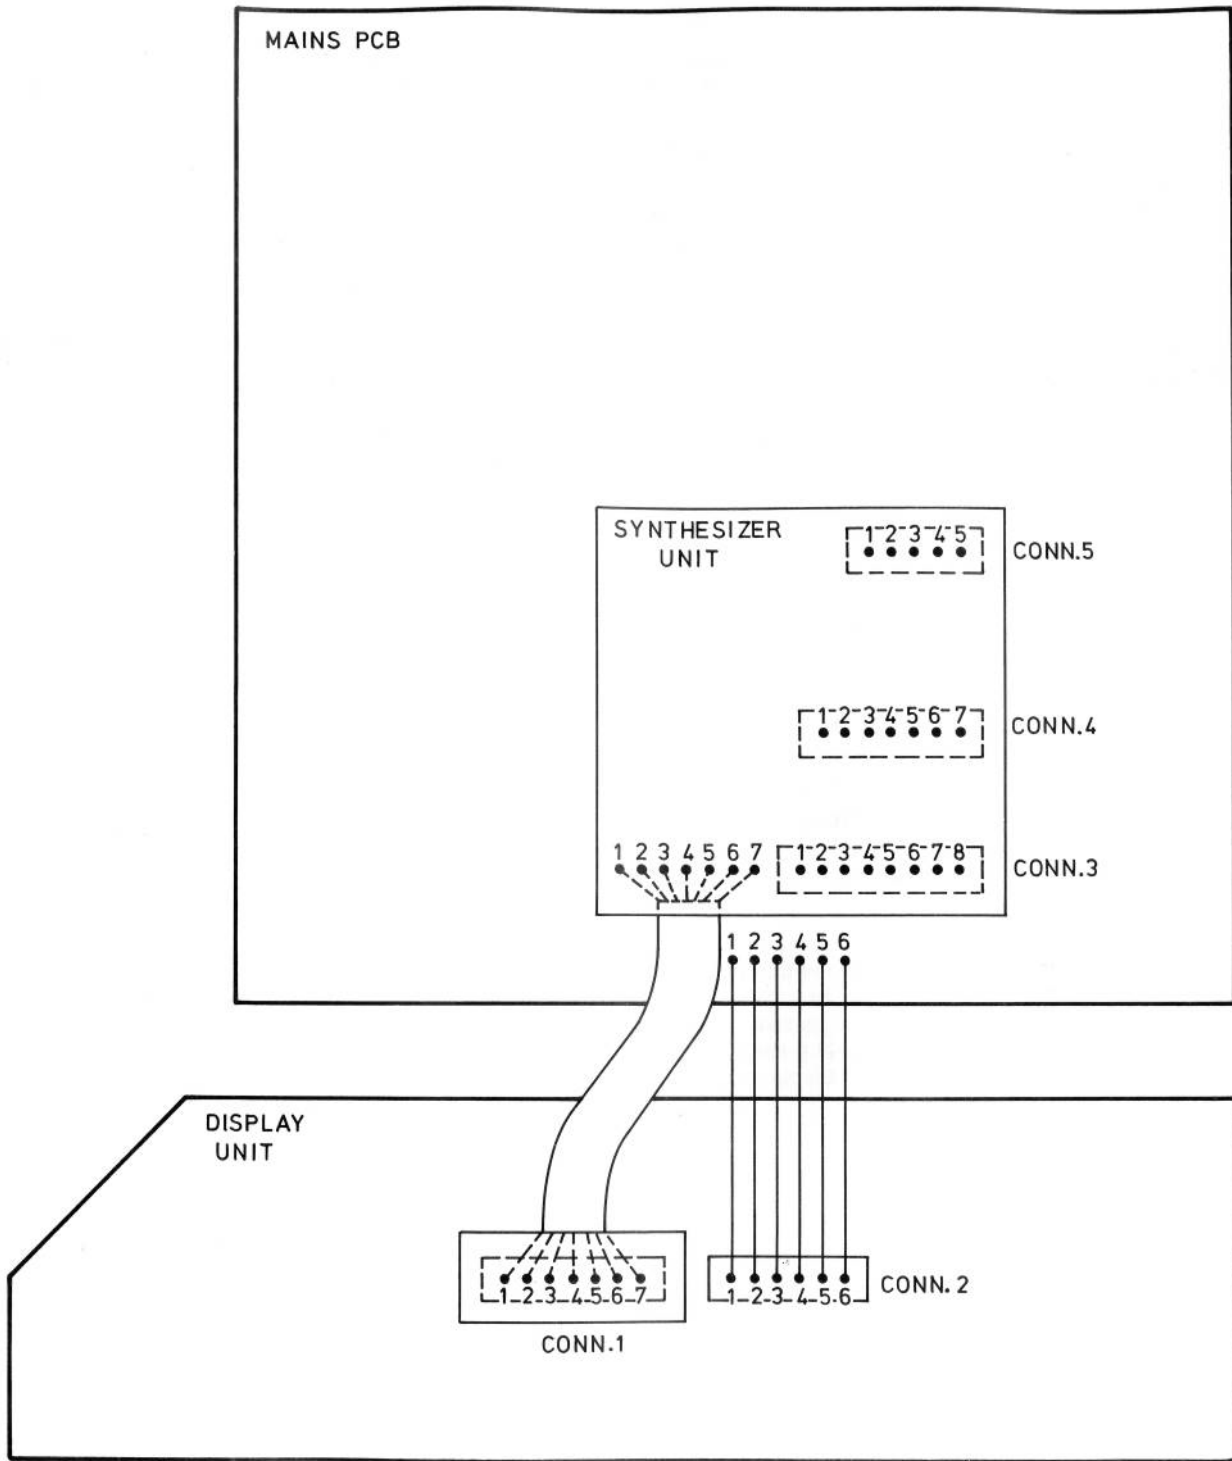 MAINS PCB
SYNTHESIZER
UNIT
1 2 3 4 5
CONN.5
1 2 3 4 5 6 7
CONN.4
1 2 3 4 5 6 7
1 2 3 4 5 6 7 8
CONN.3
1 2 3 4 5 6
DISPLAY
UNIT
1 2 3 4 5 6 7
CONN.1
1 2 3 4 5 6
CONN.2